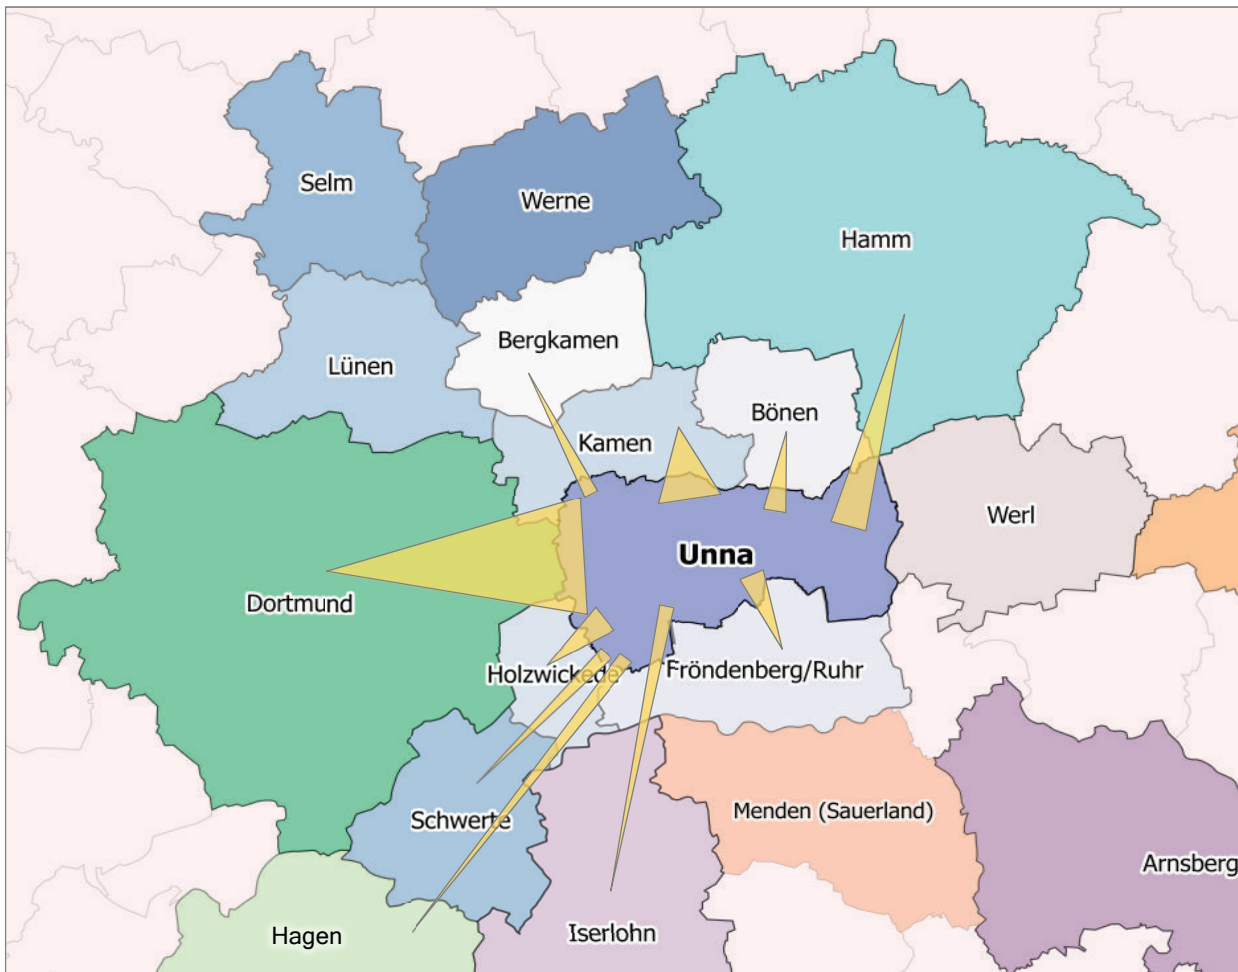 Selm
Werne
Hamm
Bergkamen
Lünen
Bönen
Kamen
Werl
Unna
Dortmund
Holzwickede
Fröndenberg/Ruhr
Schwerte
Menden (Sauerland)
Arnsberg
Hagen
Iserlohn